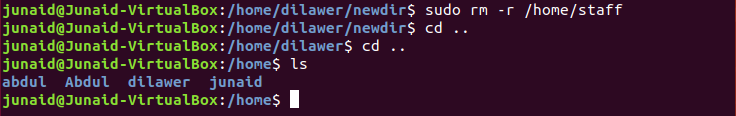 junaid@Junaid-VirtualBox:/home/dilawer/newdir$ sudo rm -r /home/staff
junaid@Junaid-VirtualBox:/home/dilawer/newdir$ cd ..
junaid@Junaid-VirtualBox:/home/dilawer$ cd ..
junaid@Junaid-VirtualBox:/home$ ls
abdul  Abdul  dilawer  junaid
junaid@Junaid-VirtualBox:/home$